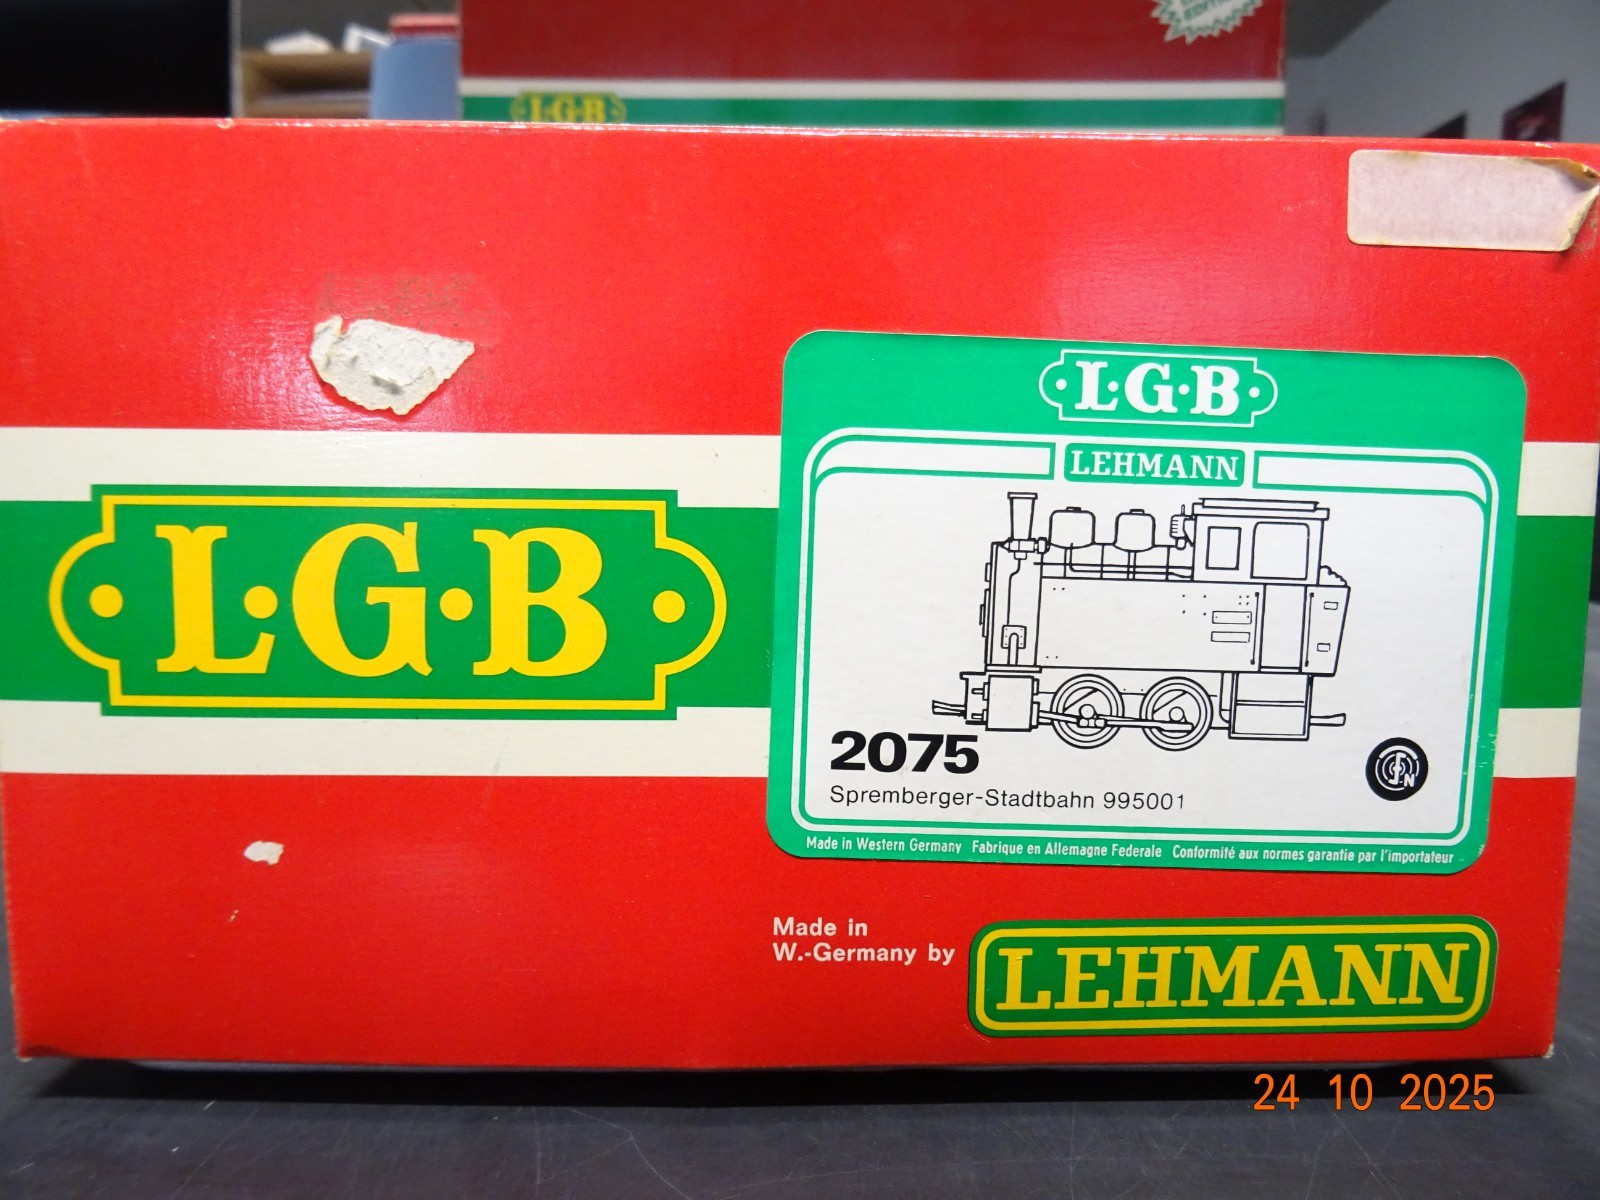 L·G·B
L·G·B
LEHMANN
L·G·B
2075
Spremberger-Stadtbahn 995001
Made in Western Germany Fabrique en Allemagne Federale Conformité aux normes garantie par l'importateur
Made in
W.-Germany by
LEHMANN
24 10 2025